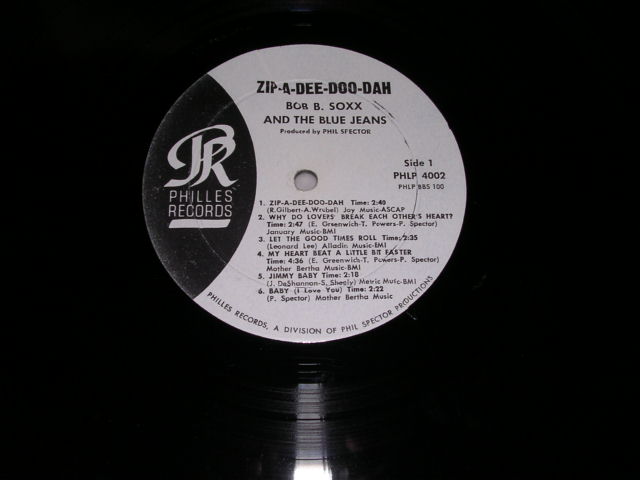 ZIP-A-DEE-DOO-DAH
BOB B. SOXX
AND THE BLUE JEANS
Produced by PHIL SPECTOR
PR
PHILLES
RECORDS
Side 1
PHLP 4002
PHLP BBS 100
1. ZIP-A-DEE-DOO-DAH Time: 2:40
(R.Gilbert-A.Wrubel) Joy Music-ASCAP
2. WHY DO LOVERS BREAK EACH OTHER'S HEART?
Time: 2:47 (E. Greenwich-T. Powers-P. Spector)
January Music-BMI
3. LET THE GOOD TIMES ROLL Time: 2:35
(Leonard Lee) Alladin Music-BMI
4. MY HEART BEAT A LITTLE BIT FASTER
Time: 4:36 (E. Greenwich-T. Powers-P. Spector)
Mother Bertha Music-BMI
5. JIMMY BABY Time: 2:18
(J. DeShannon-S. Sheely) Metric Music-BMI
6. BABY (I Love You) Time: 2:22
(P. Spector) Mother Bertha Music
PHILLES RECORDS, A DIVISION OF PHIL SPECTOR PRODUCTIONS